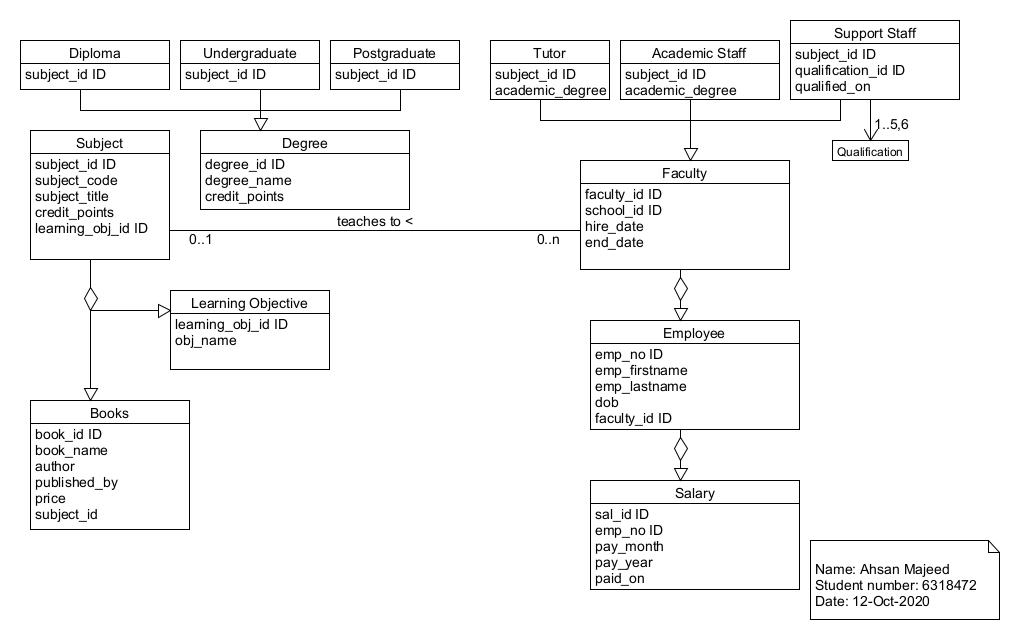 Diploma
subject_id ID
Undergraduate
subject_id ID
Postgraduate
subject_id ID
Tutor
subject_id ID
academic_degree
Academic Staff
subject_id ID
academic_degree
Support Staff
subject_id ID
qualification_id ID
qualified_on
1..5,6
Qualification
Subject
subject_id ID
subject_code
subject_title
credit_points
learning_obj_id ID
Degree
degree_id ID
degree_name
credit_points
Faculty
faculty_id ID
school_id ID
hire_date
end_date
teaches to <
0..1
0..n
Learning Objective
learning_obj_id ID
obj_name
Employee
emp_no ID
emp_firstname
emp_lastname
dob
faculty_id ID
Books
book_id ID
book_name
author
published_by
price
subject_id
Salary
sal_id ID
emp_no ID
pay_month
pay_year
paid_on
Name: Ahsan Majeed
Student number: 6318472
Date: 12-Oct-2020